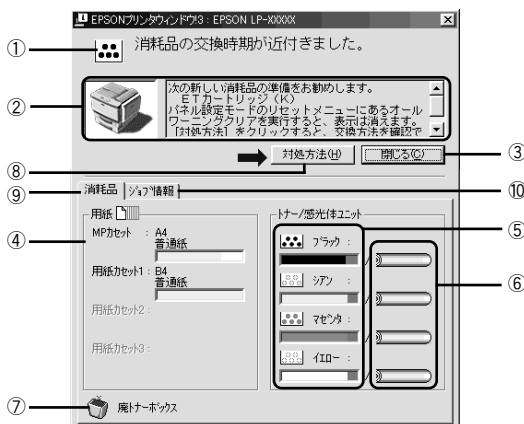 EPSONプリンタウィンドウ!3 : EPSON LP-XXXXX
① 消耗品の交換時期が近付きました。
②
次の新しい消耗品の準備をお勧めします。
ETカートリッジ(K)
パネル設定モードのリセットメニューにあるオール
ワーニングクリアを実行すると、表示は消えます。
[対処方法]をクリックすると、交換方法を確認で
対処方法(H) 閉じる(C) ③
⑧
⑨ 消耗品 ジョブ情報 ⑩
用紙
④ MPカセット : A4
普通紙
用紙カセット1 : B4
普通紙
用紙カセット2 :
用紙カセット3 :
トナー/感光体ユニット
ブラック : ⑤
シアン :
⑥
マゼンタ :
イエロー :
⑦ 廃トナーボックス